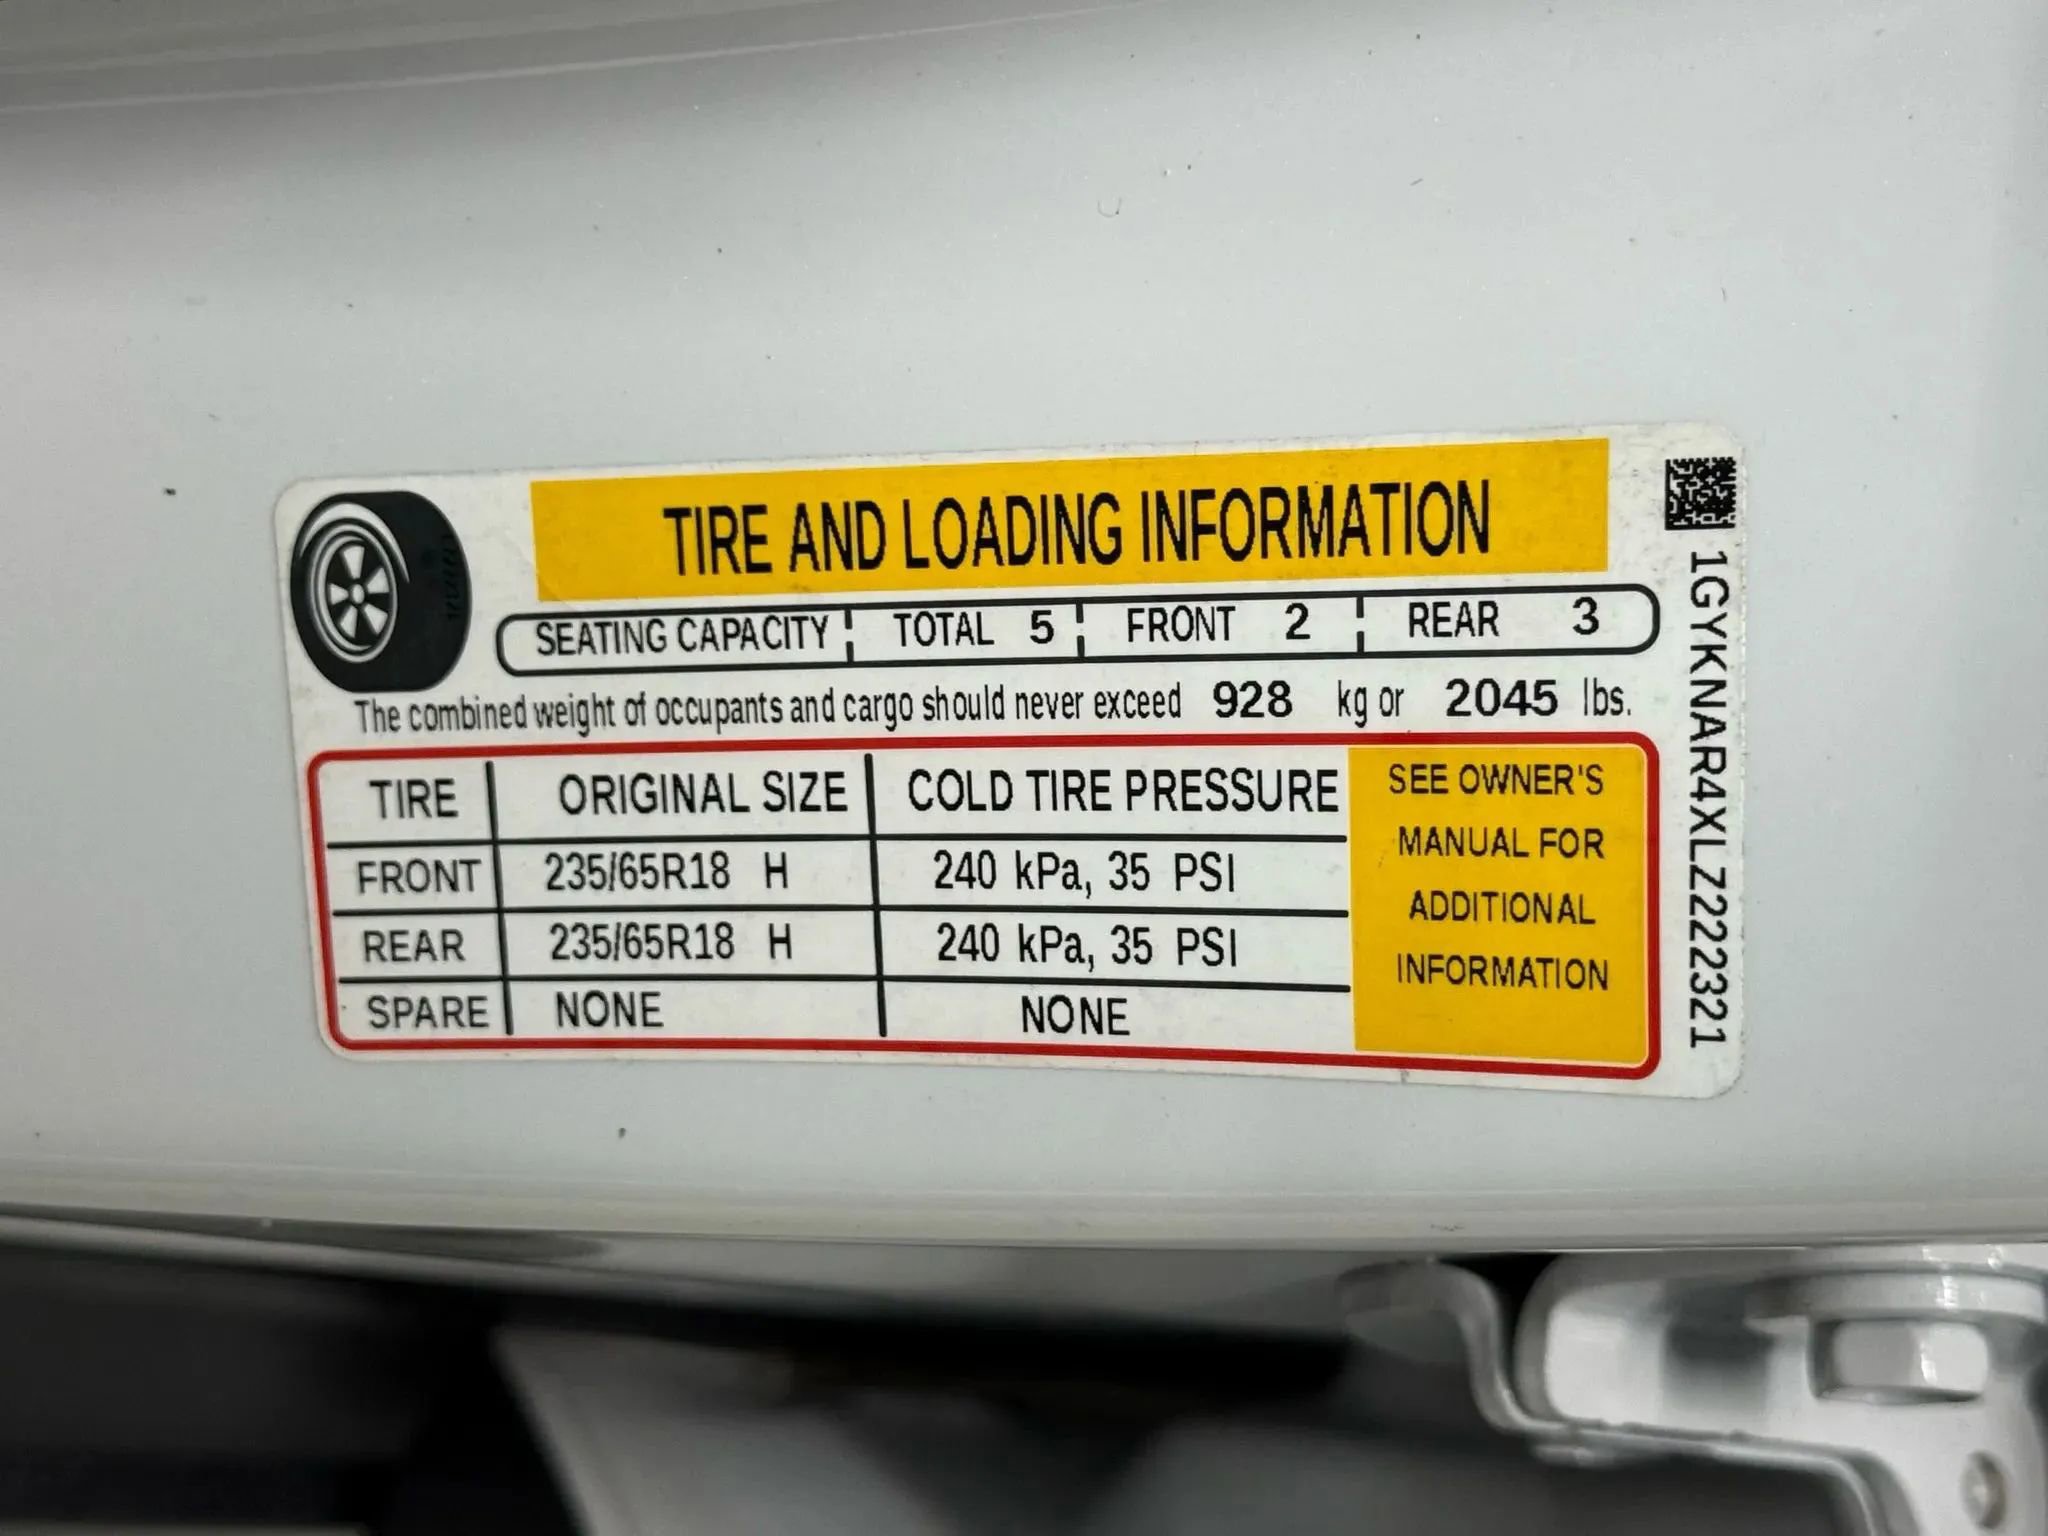 TIRE AND LOADING INFORMATION
SEATING CAPACITY TOTAL 5 FRONT 2 REAR 3
The combined weight of occupants and cargo should never exceed 928 kg or 2045 lbs.
TIRE ORIGINAL SIZE COLD TIRE PRESSURE
FRONT 235/65R18 H 240 kPa, 35 PSI
REAR 235/65R18 H 240 kPa, 35 PSI
SPARE NONE NONE
SEE OWNER'S
MANUAL FOR
ADDITIONAL
INFORMATION
1GYKNAR4XLZ222321